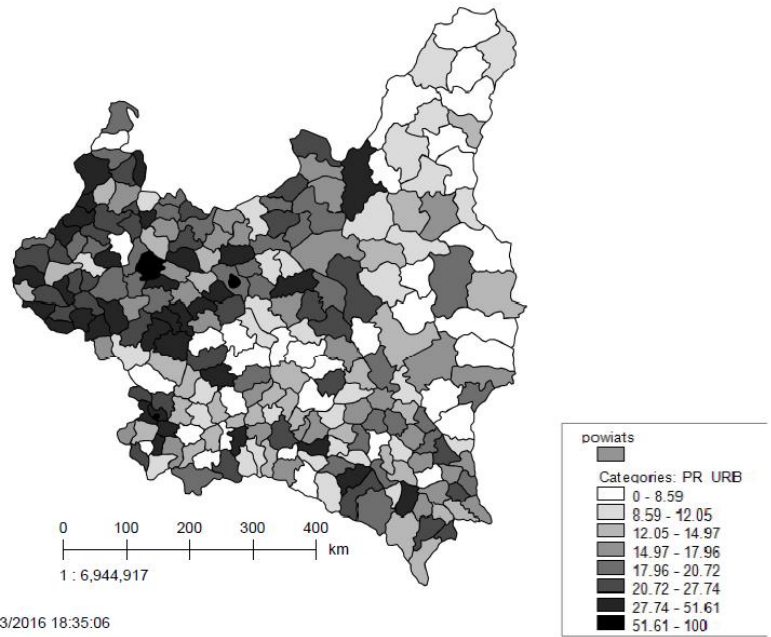 0 100 200 300 400
km
1 : 6,944,917
3/2016 18:35:06
powiats
Categories: PR_URB
0 - 8.59
8.59 - 12.05
12.05 - 14.97
14.97 - 17.96
17.96 - 20.72
20.72 - 27.74
27.74 - 51.61
51.61 - 100